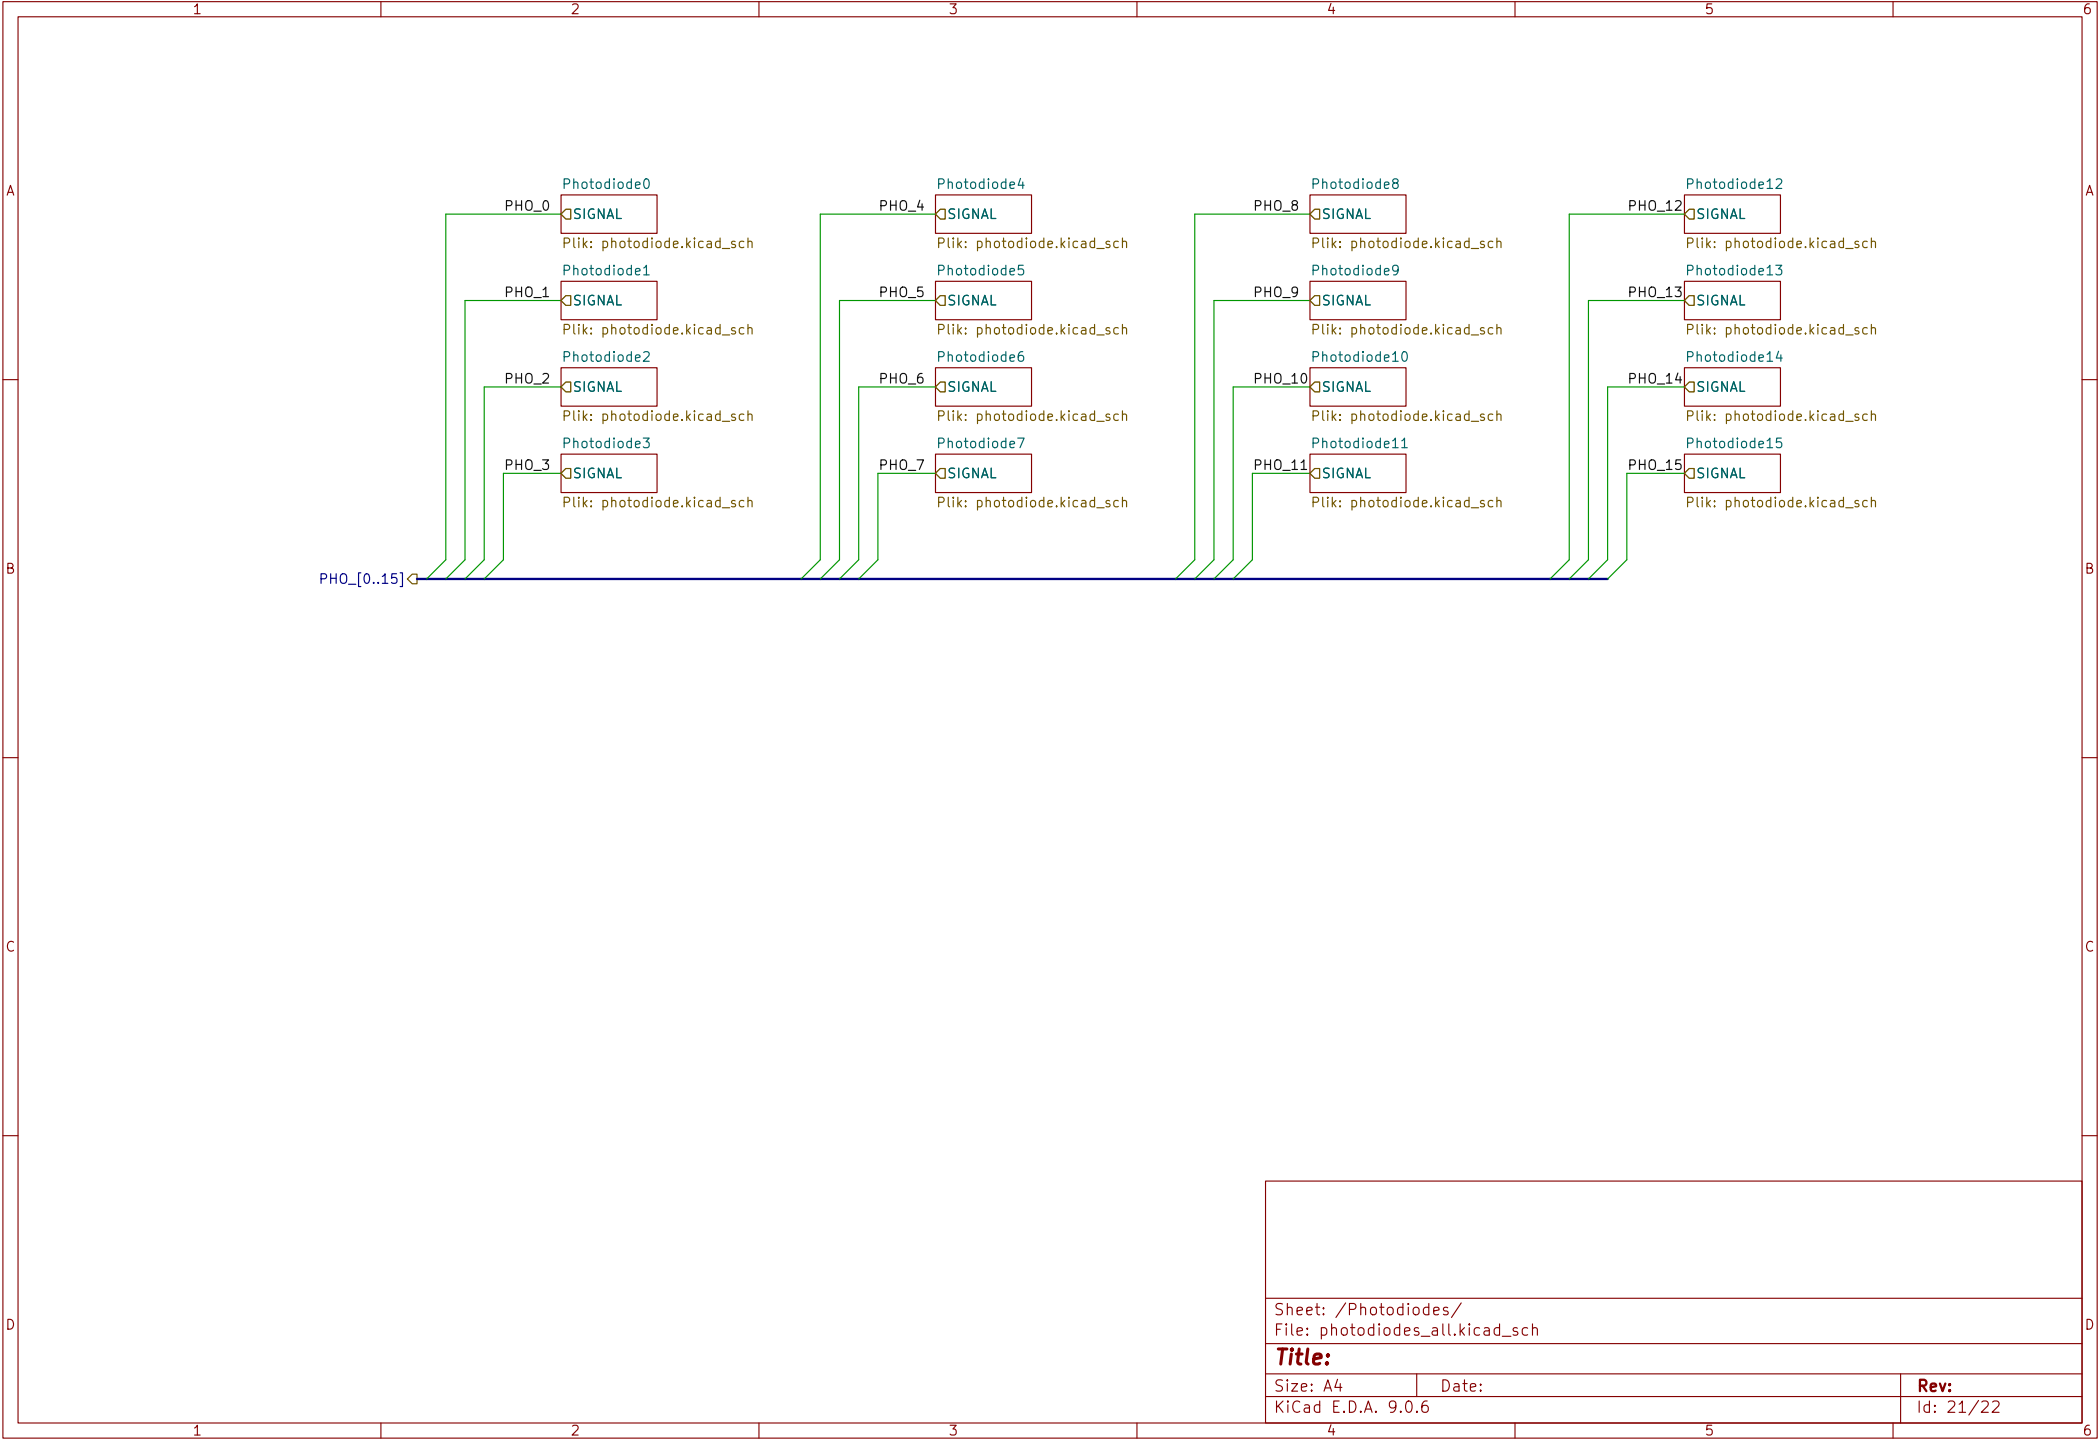 1 2 3 4 5 6
A A
Photodiode0 Photodiode4 Photodiode8 Photodiode12
PHO_0 SIGNAL PHO_4 SIGNAL PHO_8 SIGNAL PHO_12 SIGNAL
Plik: photodiode.kicad_sch Plik: photodiode.kicad_sch Plik: photodiode.kicad_sch Plik: photodiode.kicad_sch
Photodiode1 Photodiode5 Photodiode9 Photodiode13
PHO_1 SIGNAL PHO_5 SIGNAL PHO_9 SIGNAL PHO_13 SIGNAL
Plik: photodiode.kicad_sch Plik: photodiode.kicad_sch Plik: photodiode.kicad_sch Plik: photodiode.kicad_sch
Photodiode2 Photodiode6 Photodiode10 Photodiode14
PHO_2 SIGNAL PHO_6 SIGNAL PHO_10 SIGNAL PHO_14 SIGNAL
Plik: photodiode.kicad_sch Plik: photodiode.kicad_sch Plik: photodiode.kicad_sch Plik: photodiode.kicad_sch
Photodiode3 Photodiode7 Photodiode11 Photodiode15
PHO_3 SIGNAL PHO_7 SIGNAL PHO_11 SIGNAL PHO_15 SIGNAL
Plik: photodiode.kicad_sch Plik: photodiode.kicad_sch Plik: photodiode.kicad_sch Plik: photodiode.kicad_sch
B B
PHO_[0..15]
C C
Sheet: /Photodiodes/
D D
File: photodiodes_all.kicad_sch
Title:
Size: A4 Date: Rev:
KiCad E.D.A. 9.0.6 Id: 21/22
1 2 3 4 5 6